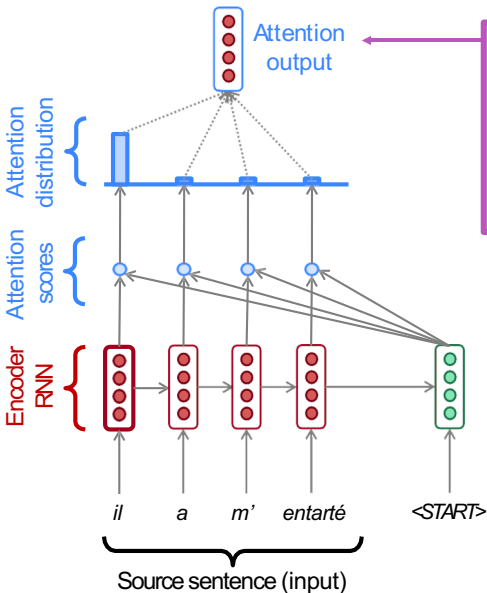 Attention
output
Attention
distribution
Attention
scores
Encoder
RNN
il a m’ entarté <START>
Source sentence (input)